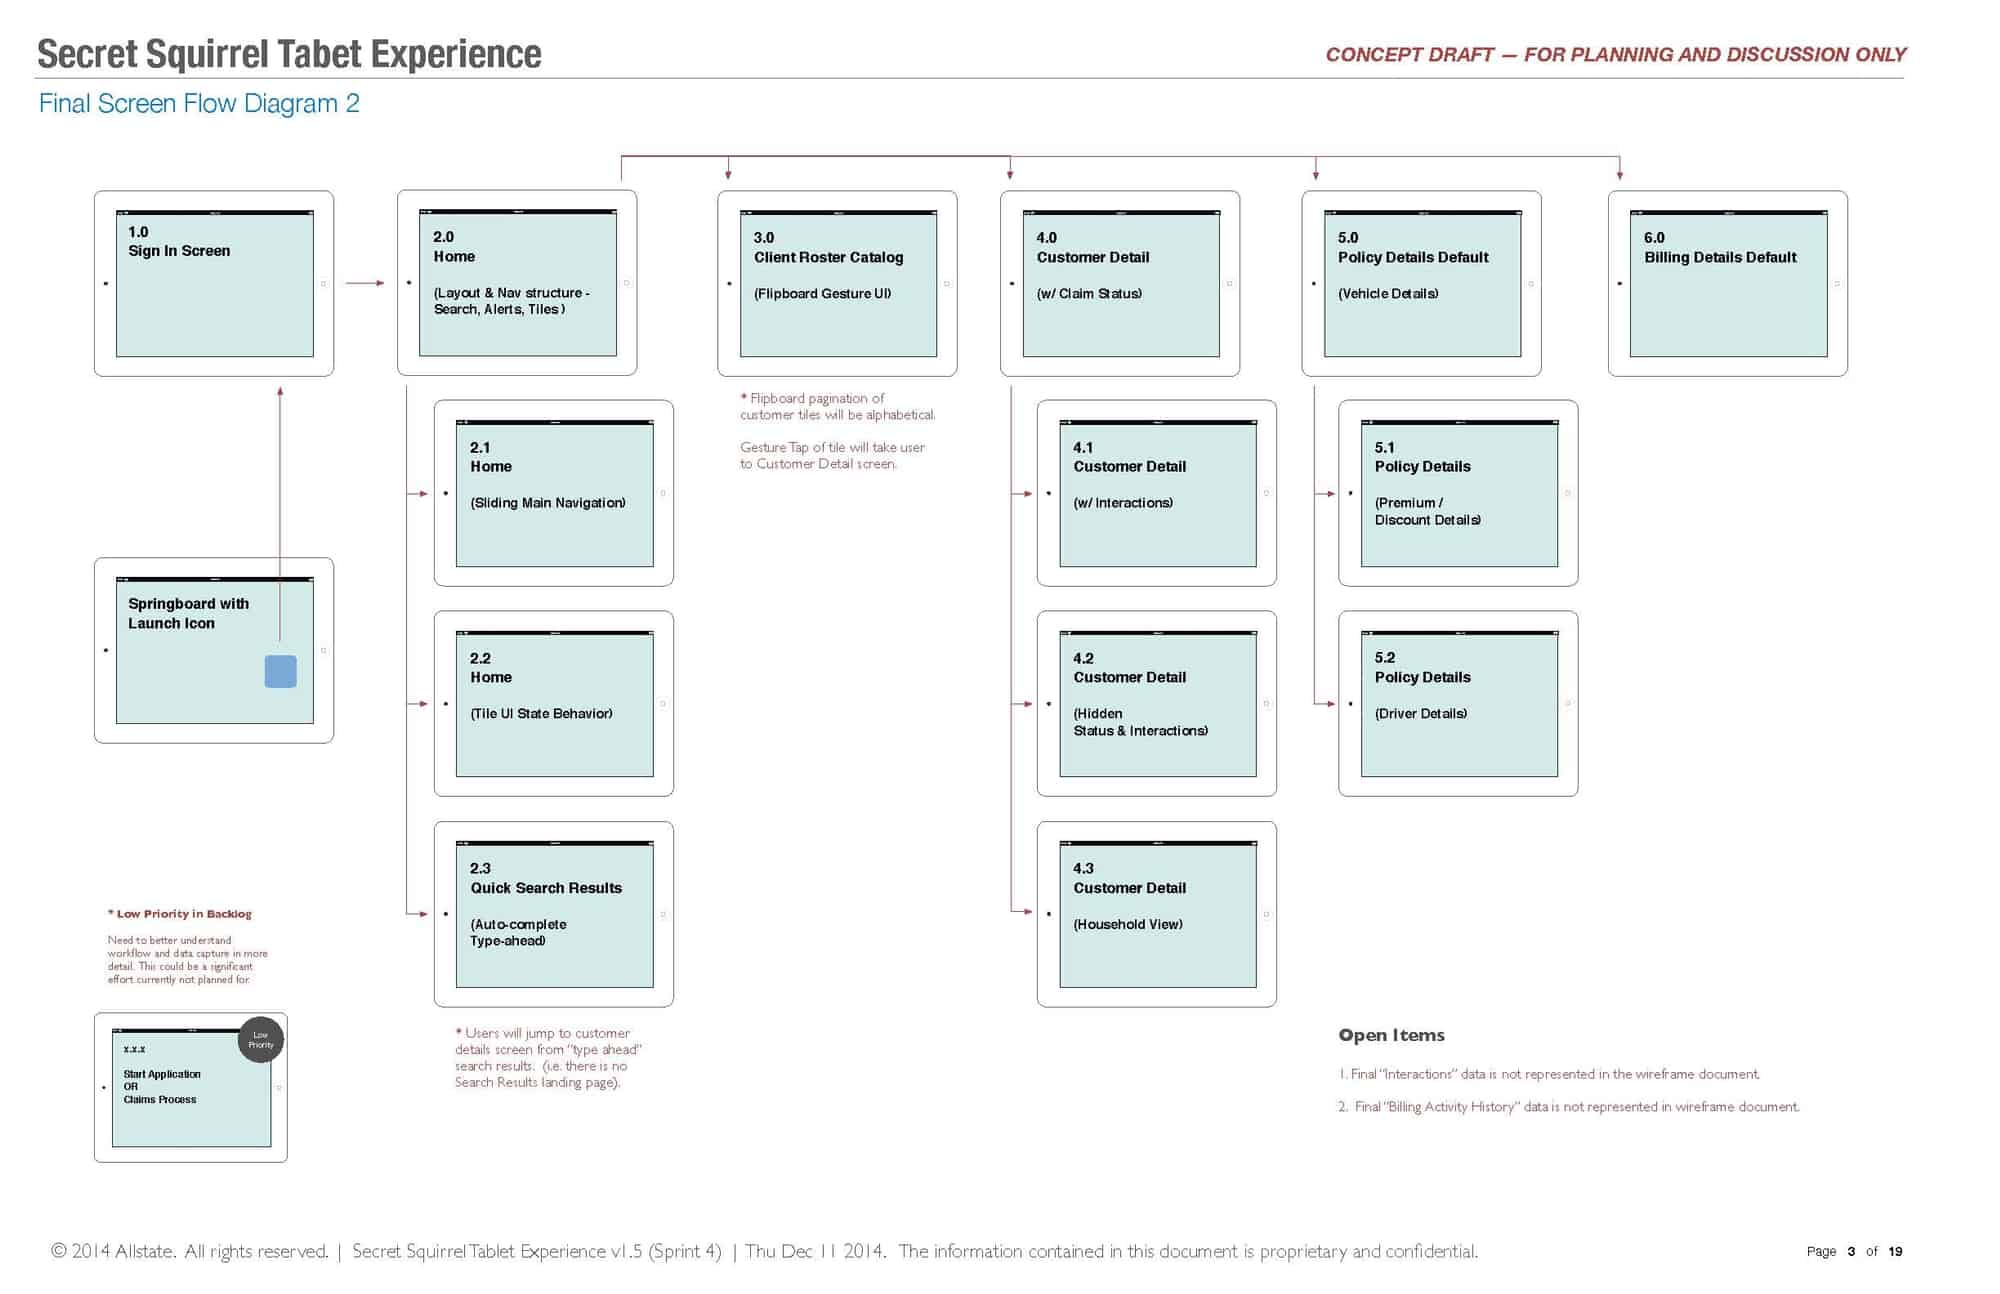 Secret Squirrel Tabet Experience
CONCEPT DRAFT — FOR PLANNING AND DISCUSSION ONLY
Final Screen Flow Diagram 2
1.0
Sign In Screen
2.0
Home
(Layout & Nav structure -
Search, Alerts, Tiles )
3.0
Client Roster Catalog
(Flipboard Gesture UI)
4.0
Customer Detail
(w/ Claim Status)
5.0
Policy Details Default
(Vehicle Details)
6.0
Billing Details Default
* Flipboard pagination of
customer tiles will be alphabetical.
Gesture Tap of tile will take user
to Customer Detail screen.
2.1
Home
(Sliding Main Navigation)
4.1
Customer Detail
(w/ Interactions)
5.1
Policy Details
(Premium /
Discount Details)
Springboard with
Launch Icon
2.2
Home
(Tile UI State Behavior)
4.2
Customer Detail
(Hidden
Status & Interactions)
5.2
Policy Details
(Driver Details)
2.3
Quick Search Results
(Auto-complete
Type-ahead)
4.3
Customer Detail
(Household View)
* Low Priority in Backlog
Need to better understand
workflow and data capture in more
detail. This could be a significant
effort currently not planned for.
Low
Priority
x.x.x
Start Application
OR
Claims Process
* Users will jump to customer
details screen from “type ahead”
search results.  (i.e. there is no
Search Results landing page).
Open Items
1. Final “Interactions” data is not represented in the wireframe document.
2.  Final “Billing Activity History” data is not represented in wireframe document.
© 2014 Allstate.  All rights reserved.  |  Secret Squirrel Tablet Experience v1.5 (Sprint 4)  | Thu Dec 11 2014.  The information contained in this document is proprietary and confidential.
Page 3 of 19